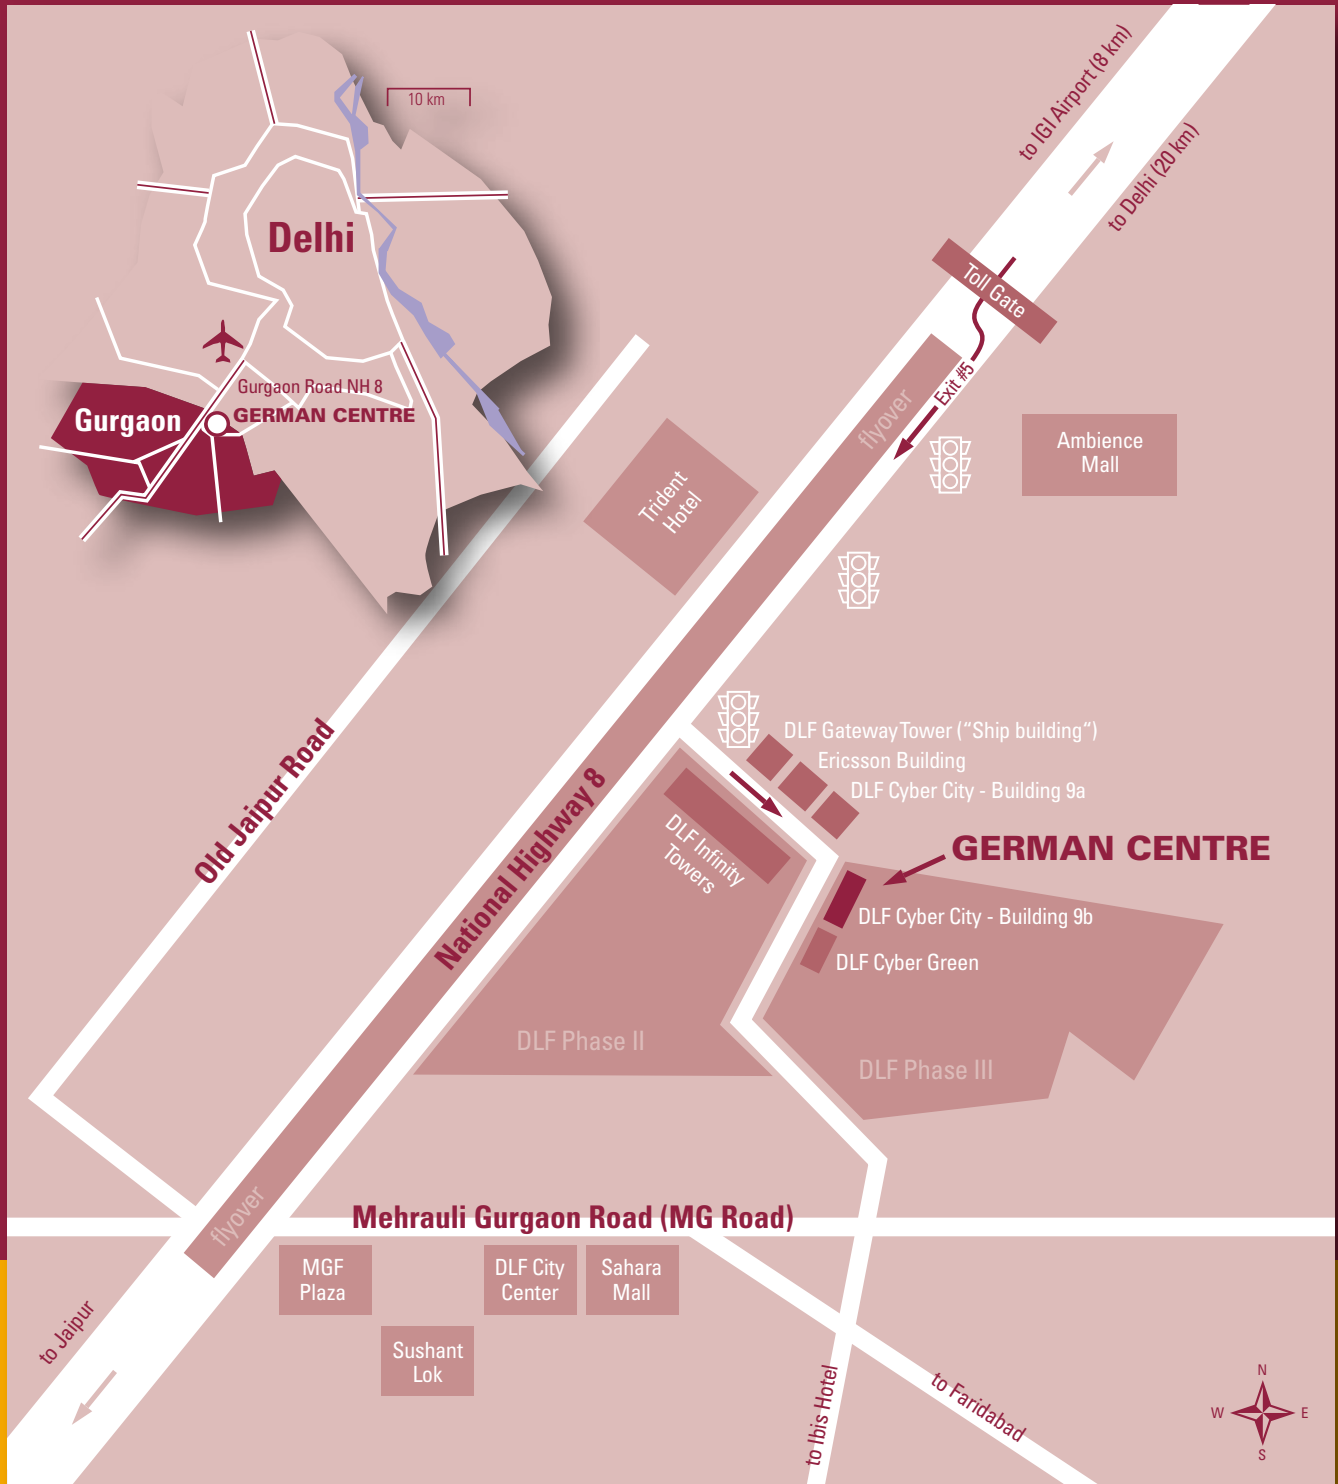 to IGI Airport (8 km)
to Delhi (20 km)
10 km
Delhi
Toll Gate
Gurgaon Road NH 8
GERMAN CENTRE
Gurgaon
Exit #5
flyover
Ambience
Mall
Trident
Hotel
DLF Gateway Tower (“Ship building“)
Ericsson Building
DLF Cyber City - Building 9a
Old Jaipur Road
National Highway 8
DLF Infinity
Towers
GERMAN CENTRE
DLF Cyber City - Building 9b
DLF Cyber Green
DLF Phase II
DLF Phase III
flyover
Mehrauli Gurgaon Road (MG Road)
MGF
Plaza
DLF City
Center
Sahara
Mall
Sushant
Lok
to Jaipur
to Ibis Hotel
to Faridabad
N
W
E
S